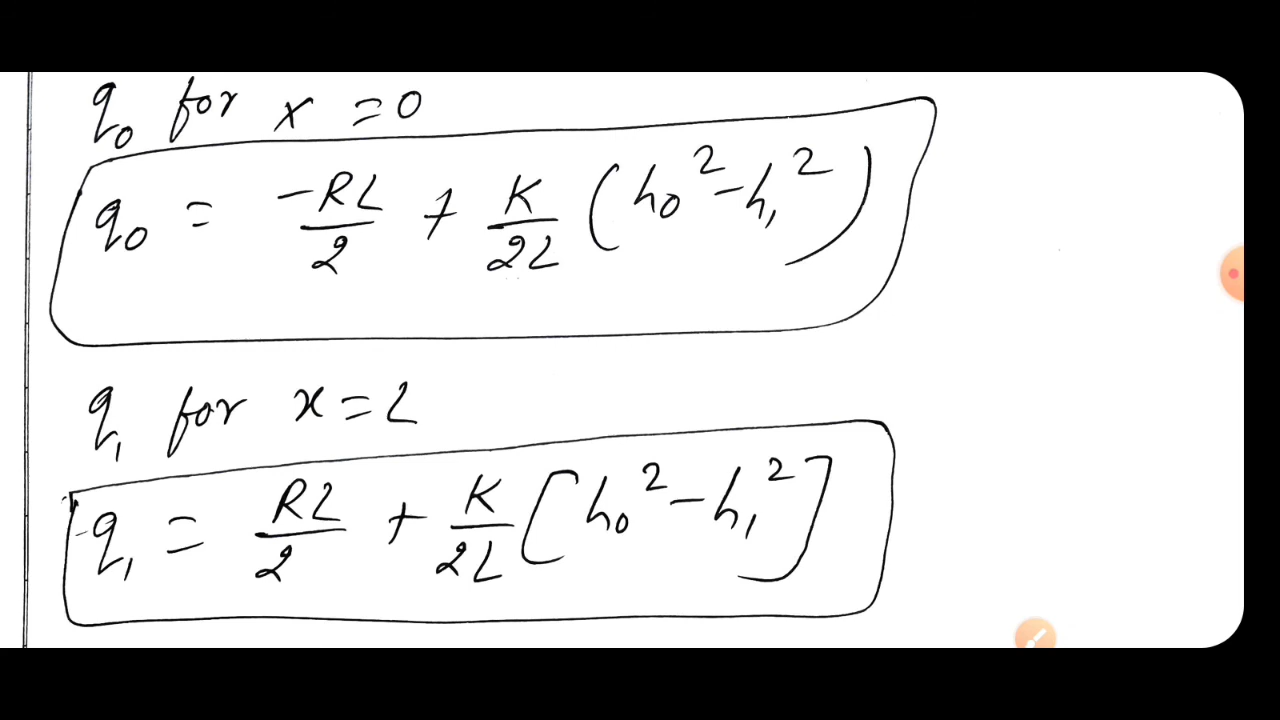 q₀ for x = 0
q₀ = -RL/2 + K/2L (h₀² - h₁²)
q₁ for x = L
q₁ = RL/2 + K/2L [h₀² - h₁²]